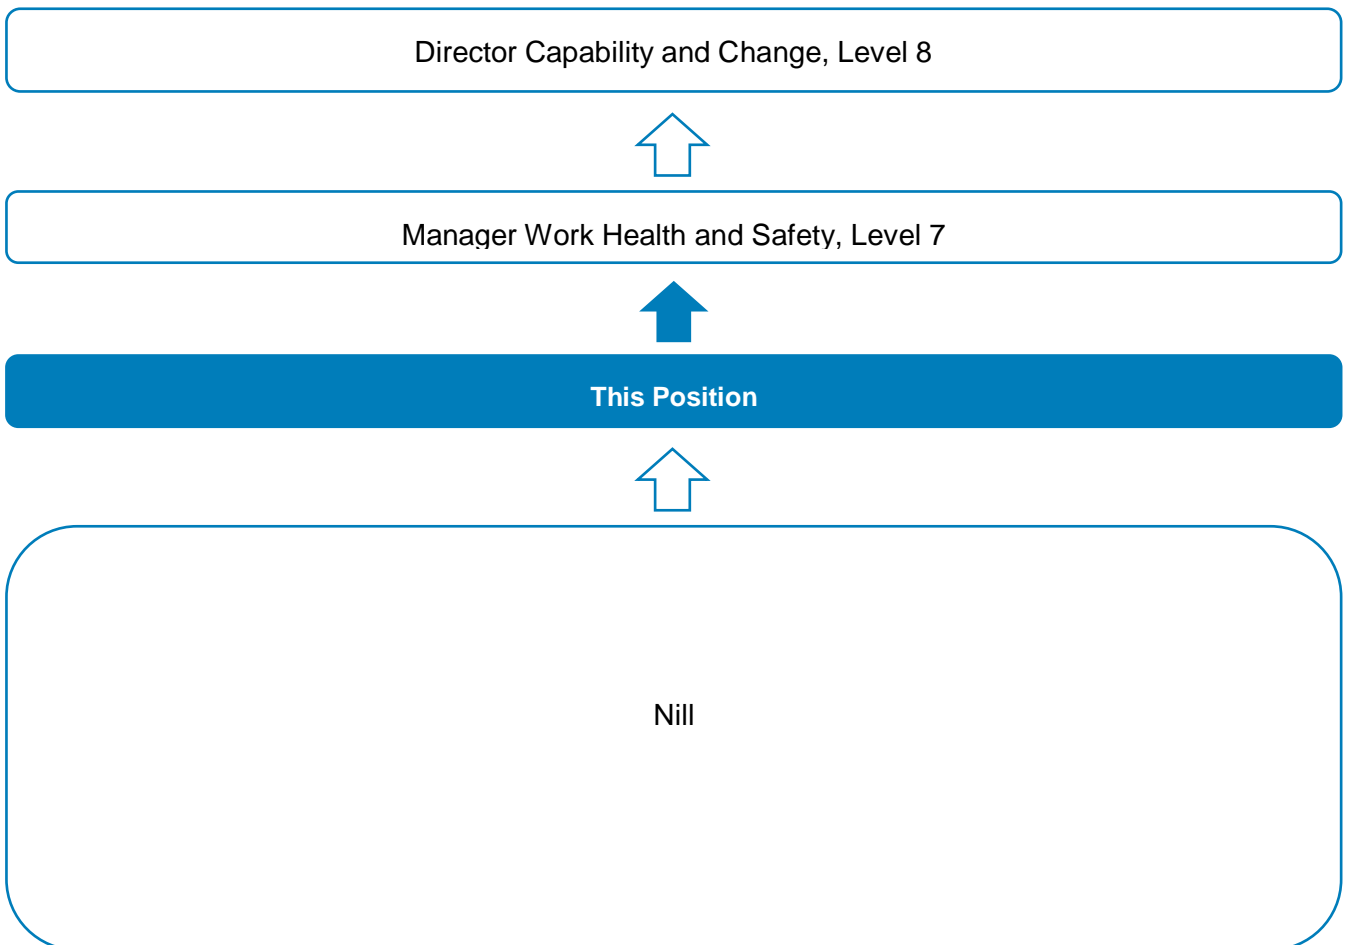 Director Capability and Change, Level 8
Manager Work Health and Safety, Level 7
This Position
Nill